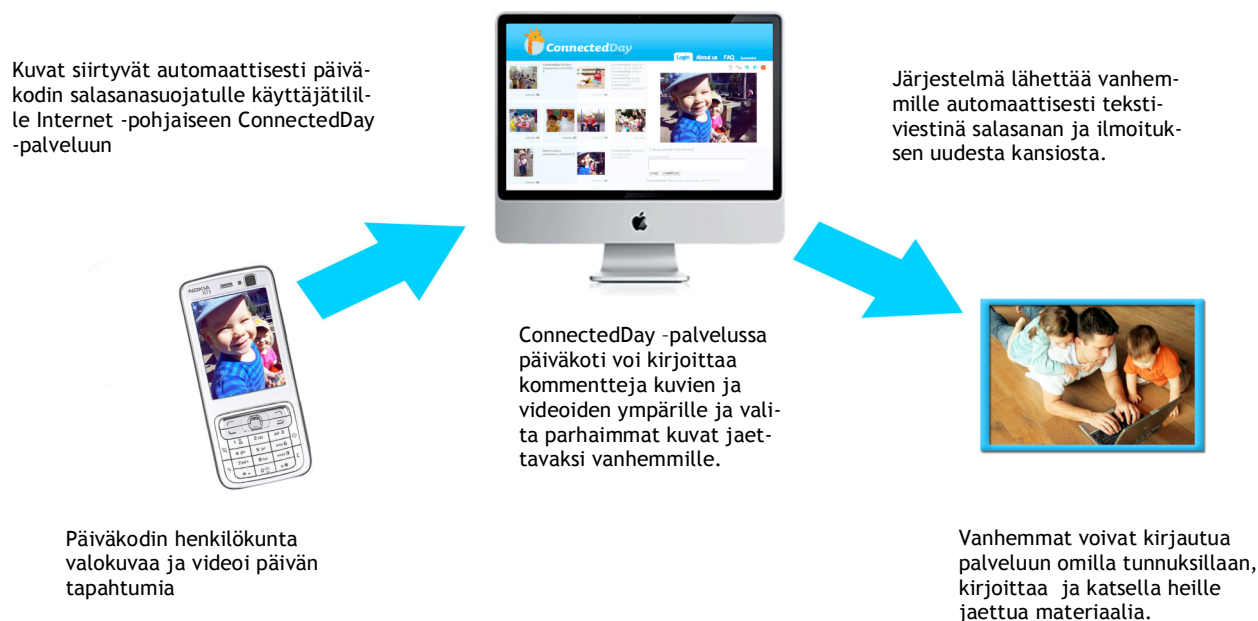 Kuvat siirtyvät automaattisesti päivä-
kodin salasanasuojatulle käyttäjätilil-
le Internet -pohjaiseen ConnectedDay
-palveluun
ConnectedDay
Login About us FAQ
Järjestelmä lähettää vanhem-
mille automaattisesti teksti-
viestinä salasanan ja ilmoituk-
sen uudesta kansiosta.
NOKIA
N73
ConnectedDay -palvelussa
päiväkoti voi kirjoittaa
kommentteja kuvien ja
videoiden ympärille ja vali-
ta parhaimmat kuvat jaet-
tavaksi vanhemmille.
Päiväkodin henkilökunta
valokuvaa ja videoi päivän
tapahtumia
Vanhemmat voivat kirjautua
palveluun omilla tunnuksillaan,
kirjoittaa ja katsella heille
jaettua materiaalia.